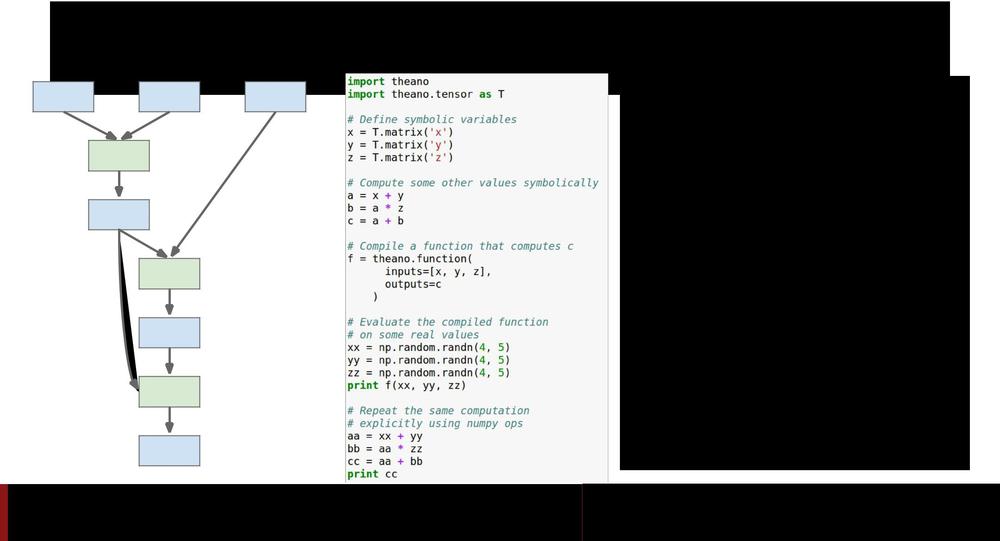 import theano
import theano.tensor as T
# Define symbolic variables
x = T.matrix('x')
y = T.matrix('y')
z = T.matrix('z')
# Compute some other values symbolically
a = x + y
b = a * z
c = a + b
# Compile a function that computes c
f = theano.function(
inputs=[x, y, z],
outputs=c
)
# Evaluate the compiled function
# on some real values
xx = np.random.randn(4, 5)
yy = np.random.randn(4, 5)
zz = np.random.randn(4, 5)
print f(xx, yy, zz)
# Repeat the same computation
# explicitly using numpy ops
aa = xx + yy
bb = aa * zz
cc = aa + bb
print cc